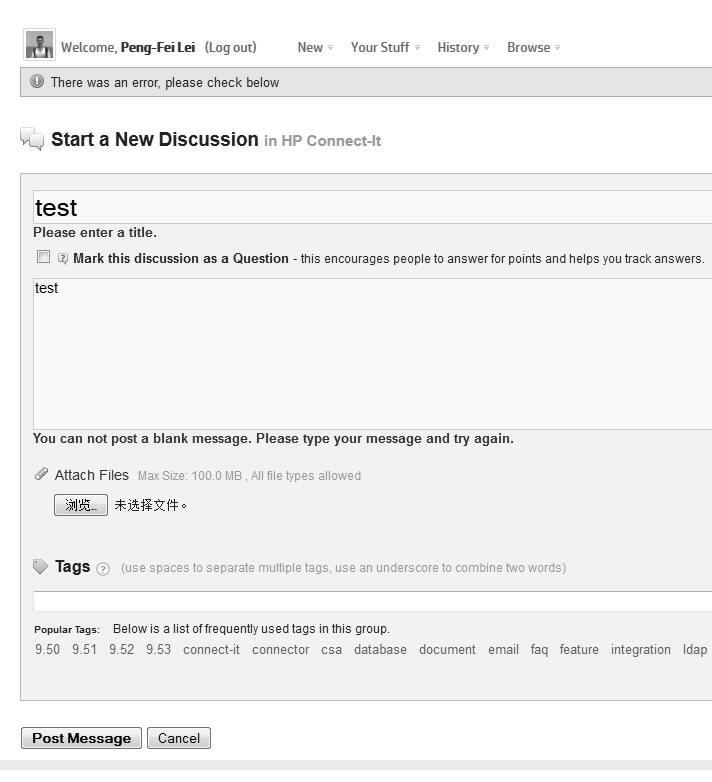 Welcome, Peng-Fei Lei (Log out) New Your Stuff History Browse
There was an error, please check below
Start a New Discussion in HP Connect-It
test
Please enter a title.
Mark this discussion as a Question - this encourages people to answer for points and helps you track answers.
test
You can not post a blank message. Please type your message and try again.
Attach Files Max Size: 100.0 MB , All file types allowed
浏览... 未选择文件。
Tags ? (use spaces to separate multiple tags, use an underscore to combine two words)
Popular Tags: Below is a list of frequently used tags in this group.
9.50 9.51 9.52 9.53 connect-it connector csa database document email faq feature integration ldap
Post Message Cancel